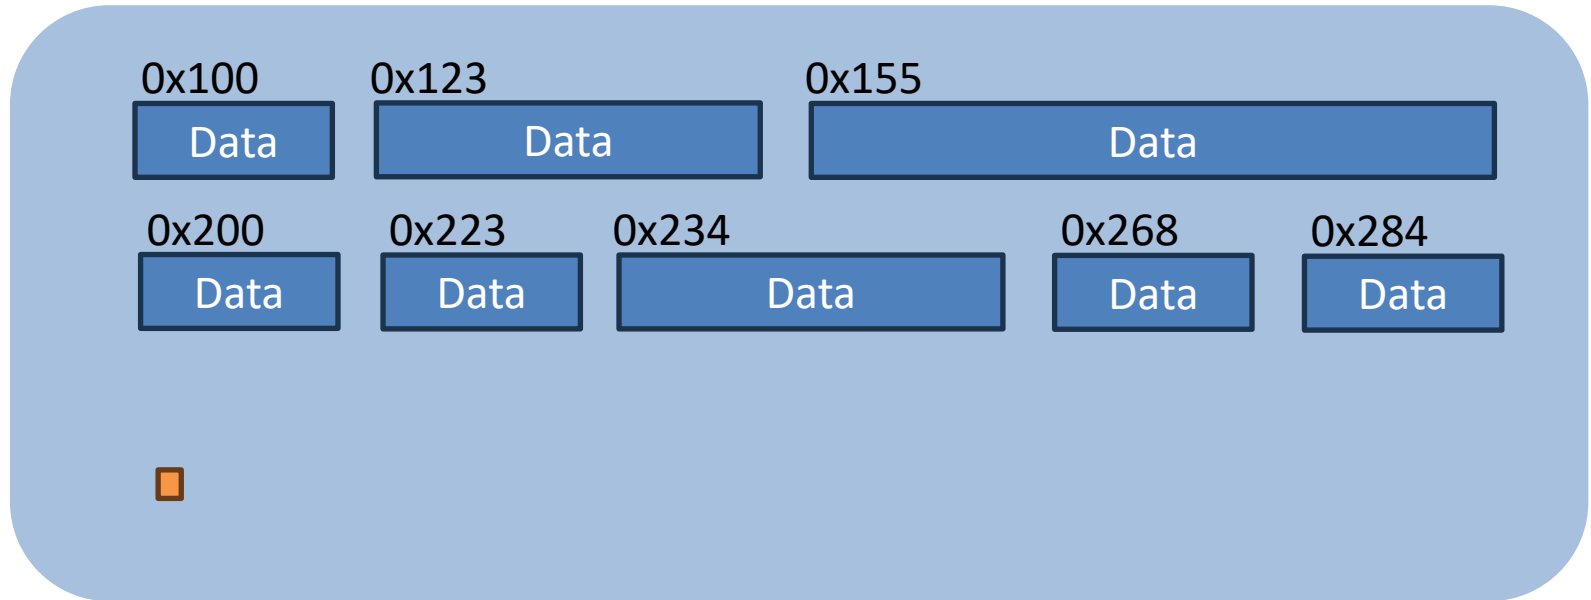 0x100 0x123 0x155
Data Data Data
0x200 0x223 0x234 0x268 0x284
Data Data Data Data Data